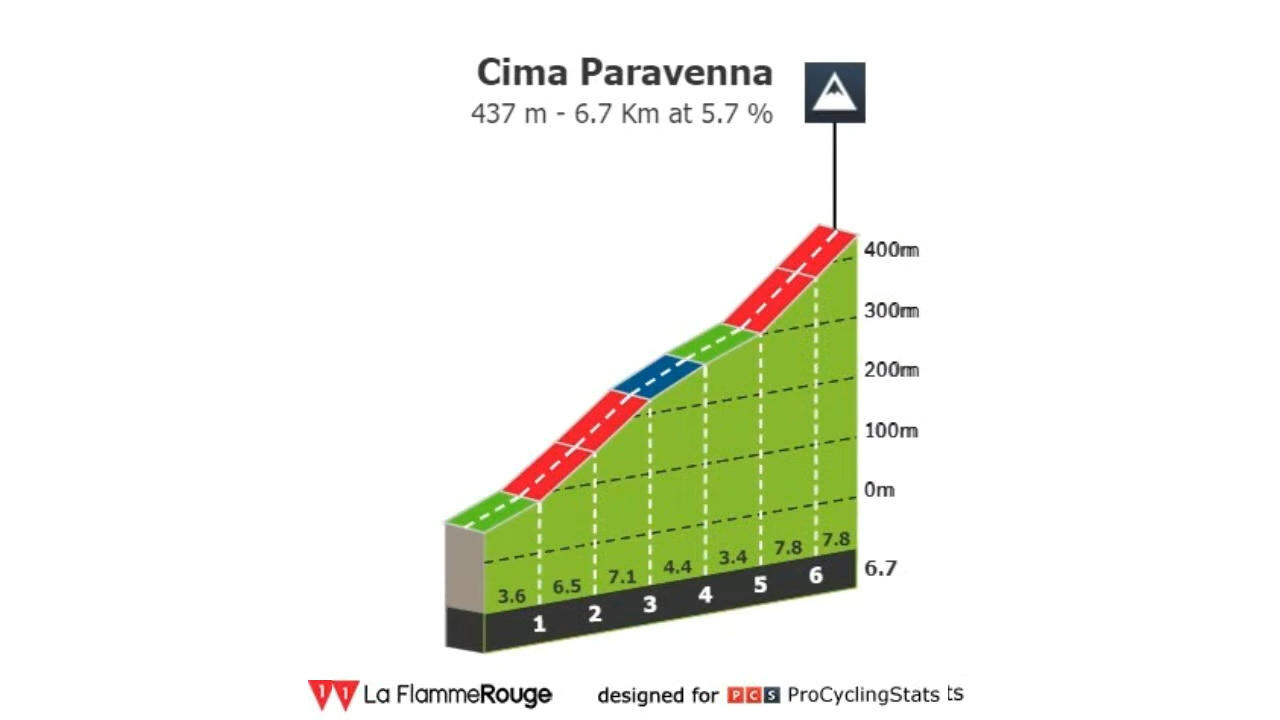 Cima Paravenna
437 m - 6.7 Km at 5.7 %
400m
300m
200m
100m
0m
3.6 6.5 7.1 4.4 3.4 7.8 7.8
1 2 3 4 5 6 6.7
La FlammeRouge designed for PCS ProCyclingStats ts